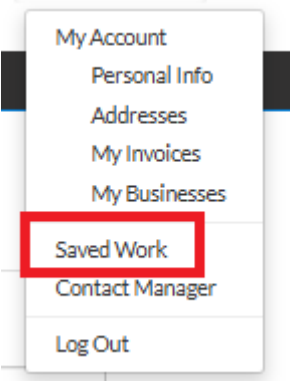 My Account
Personal Info
Addresses
My Invoices
My Businesses
Saved Work
Contact Manager
Log Out